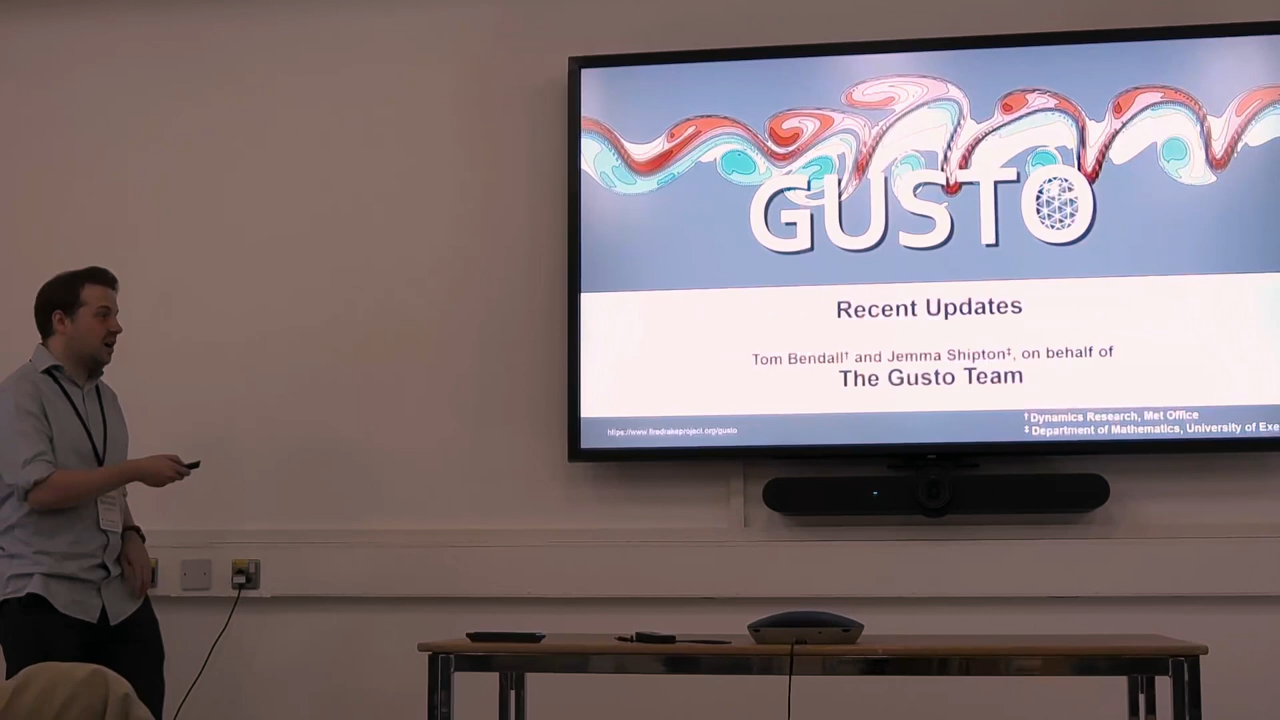 GUSTO
Recent Updates
Tom Bendall† and Jemma Shipton‡, on behalf of
The Gusto Team
https://www.firedrakeproject.org/gusto
† Dynamics Research, Met Office
‡ Department of Mathematics, University of Exe